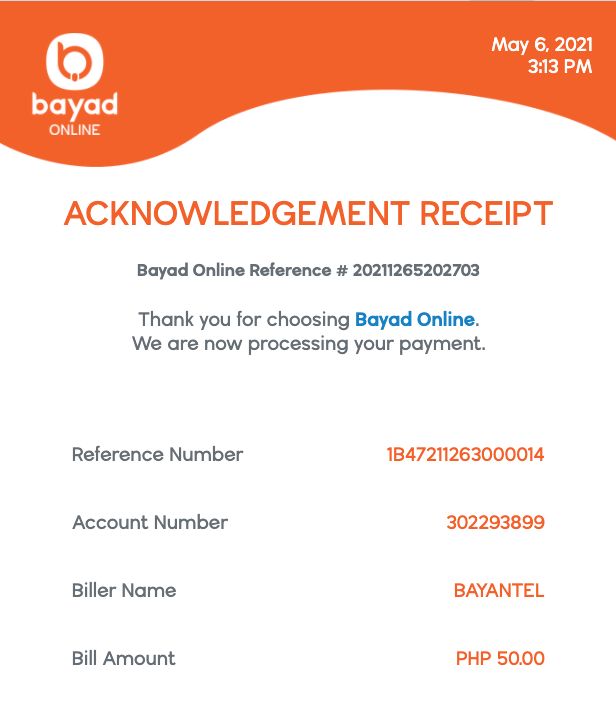 bayad
ONLINE
May 6, 2021
3:13 PM
ACKNOWLEDGEMENT RECEIPT
Bayad Online Reference # 20211265202703
Thank you for choosing Bayad Online.
We are now processing your payment.
Reference Number 1B47211263000014
Account Number 302293899
Biller Name BAYANTEL
Bill Amount PHP 50.00